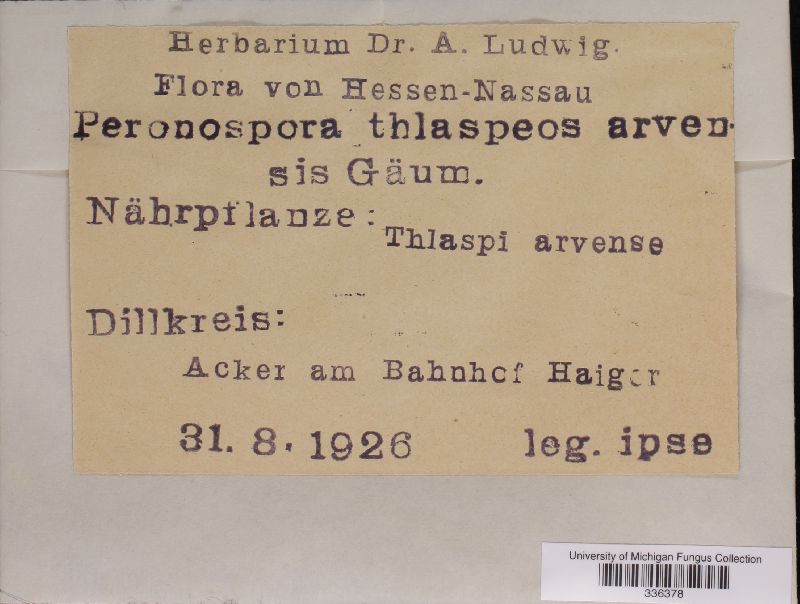 Herbarium Dr. A. Ludwig.
Flora von Hessen-Nassau
Peronospora thlaspeos arven-
sis Gäum.
Nährpflanze:
Thlaspi arvense
Dillkreis:
Acker am Bahnhof Haiger
31. 8. 1926 leg. ipse
University of Michigan Fungus Collection
336378